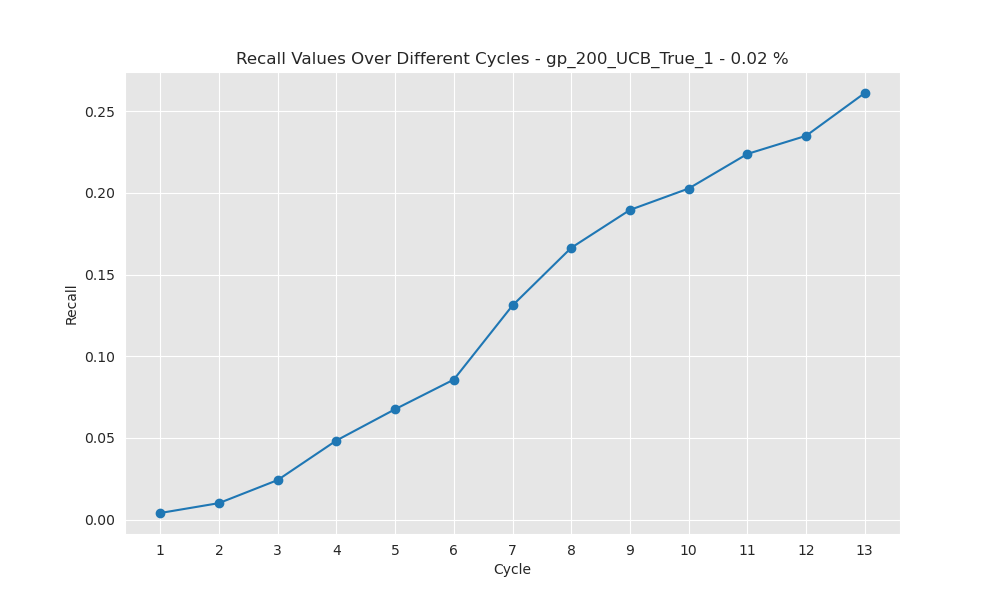 Recall Values Over Different Cycles - gp_200_UCB_True_1 - 0.02 %
0.25
0.20
0.15
0.10
0.05
0.00
Recall
1 2 3 4 5 6 7 8 9 10 11 12 13
Cycle